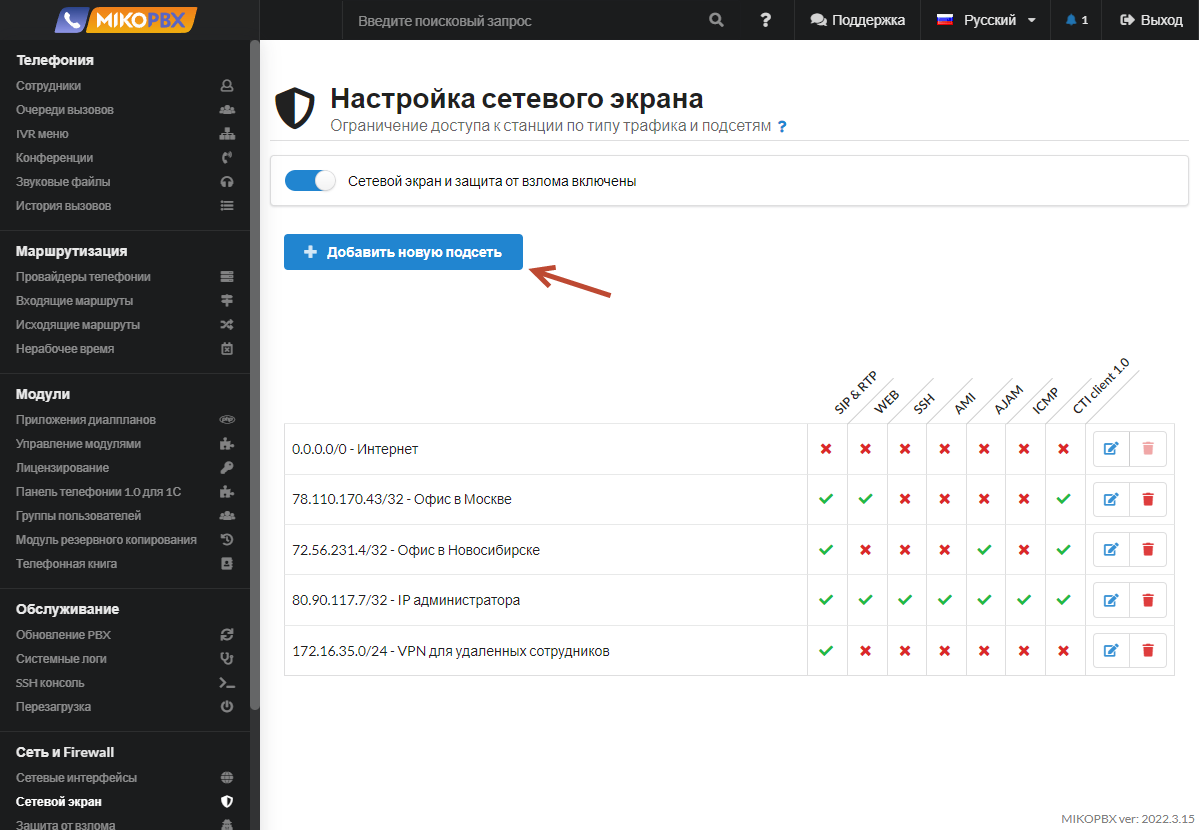 MIKOPBX
Введите поисковый запрос
?
Поддержка
Русский
1
Выход
Телефония
Сотрудники
Очереди вызовов
IVR меню
Конференции
Звуковые файлы
История вызовов
Маршрутизация
Провайдеры телефонии
Входящие маршруты
Исходящие маршруты
Нерабочее время
Модули
Приложения диалпланов
Управление модулями
Лицензирование
Панель телефонии 1.0 для 1С
Группы пользователей
Модуль резервного копирования
Телефонная книга
Обслуживание
Обновление PBX
Системные логи
SSH консоль
Перезагрузка
Сеть и Firewall
Сетевые интерфейсы
Сетевой экран
Защита от взлома
Настройка сетевого экрана
Ограничение доступа к станции по типу трафика и подсетям ?
Сетевой экран и защита от взлома включены
Добавить новую подсеть
SIP & RTP
WEB
SSH
AMI
AJAM
ICMP
CTI client 1.0
0.0.0.0/0 - Интернет
78.110.170.43/32 - Офис в Москве
72.56.231.4/32 - Офис в Новосибирске
80.90.117.7/32 - IP администратора
172.16.35.0/24 - VPN для удаленных сотрудников
MIKOPBX ver: 2022.3.15